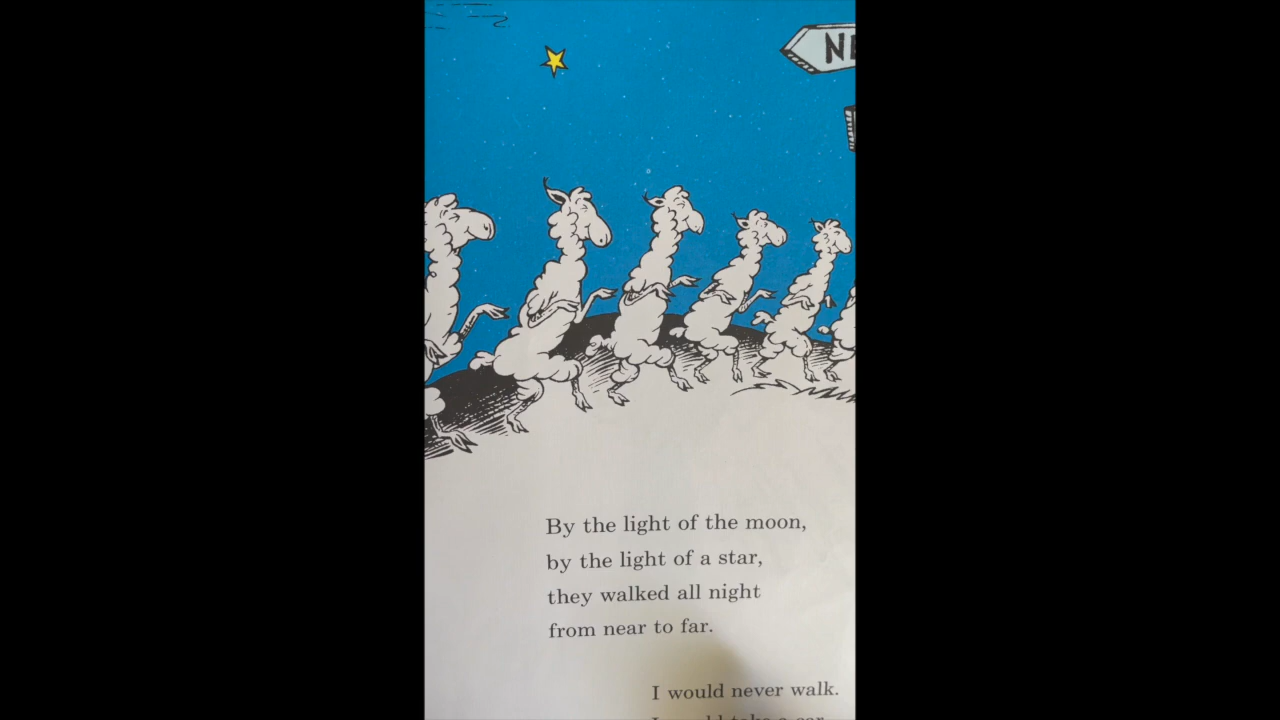 By the light of the moon,
by the light of a star,
they walked all night
from near to far.
I would never walk.